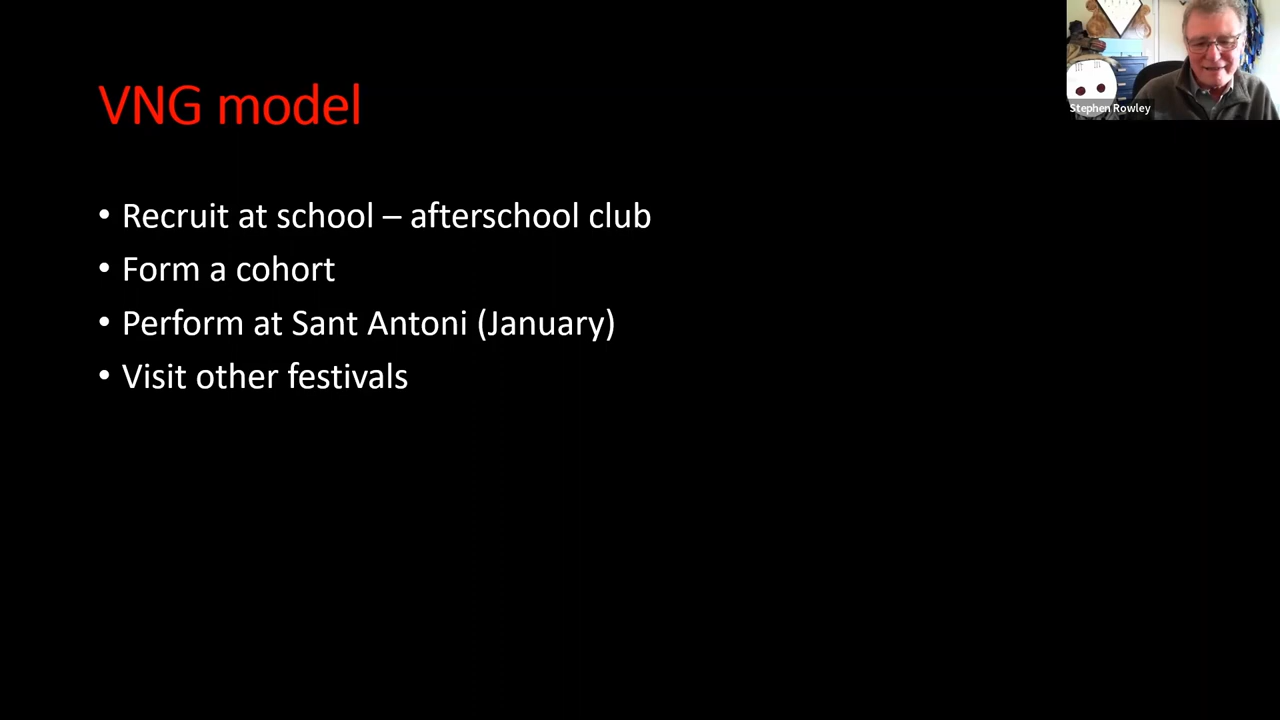 VNG model
• Recruit at school – afterschool club
• Form a cohort
• Perform at Sant Antoni (January)
• Visit other festivals
Stephen Rowley